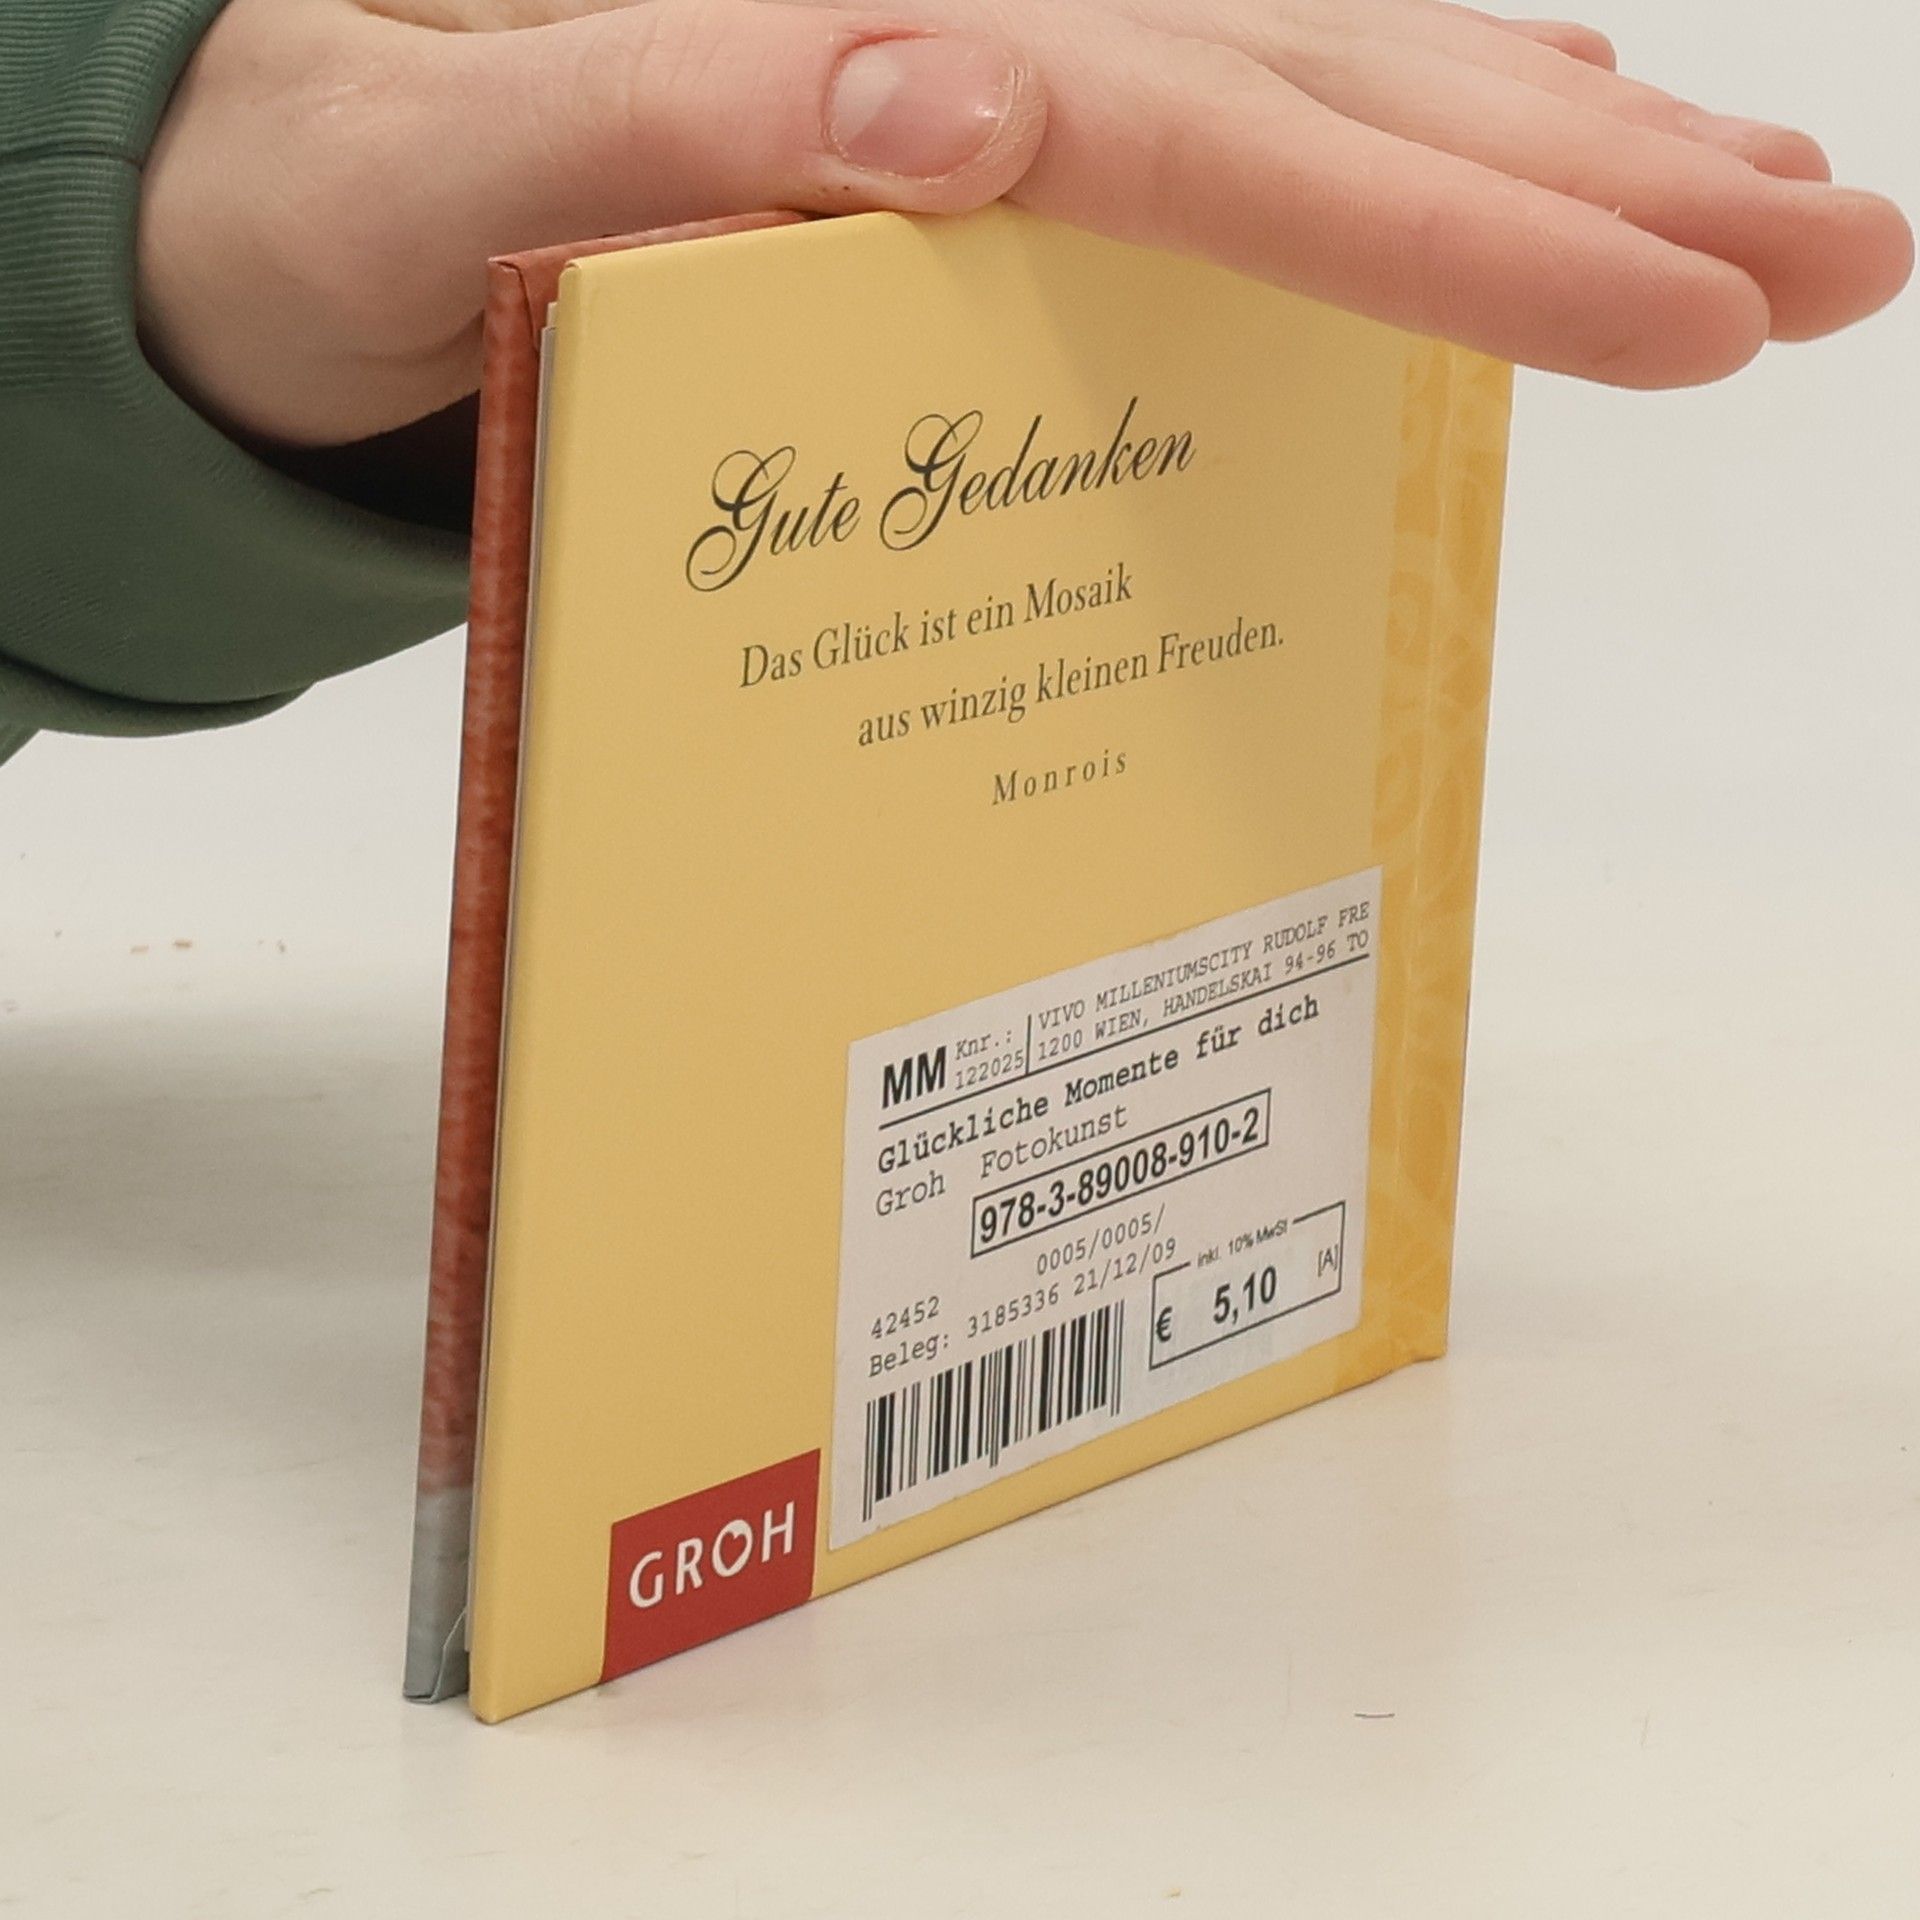 Gute Gedanken
Das Glück ist ein Mosaik
aus winzig kleinen Freuden.
Monrois
MM Knr.: 122025
VIVO MILLENIUMSCITY RUDOLF FRE
1200 WIEN, HANDELSKAI 94-96 TO
Glückliche Momente für dich
Groh Fotokunst
978-3-89008-910-2
0005/0005/
42452
Beleg: 3185336 21/12/09
inkl. 10% MwSt
€ 5,10 [A]
GROH